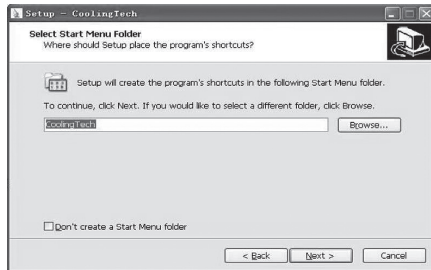 Setup - CoolingTech
Select Start Menu Folder
Where should Setup place the program's shortcuts?
Setup will create the program's shortcuts in the following Start Menu folder.
To continue, click Next. If you would like to select a different folder, click Browse.
CoolingTech
Browse...
Don't create a Start Menu folder
< Back
Next >
Cancel